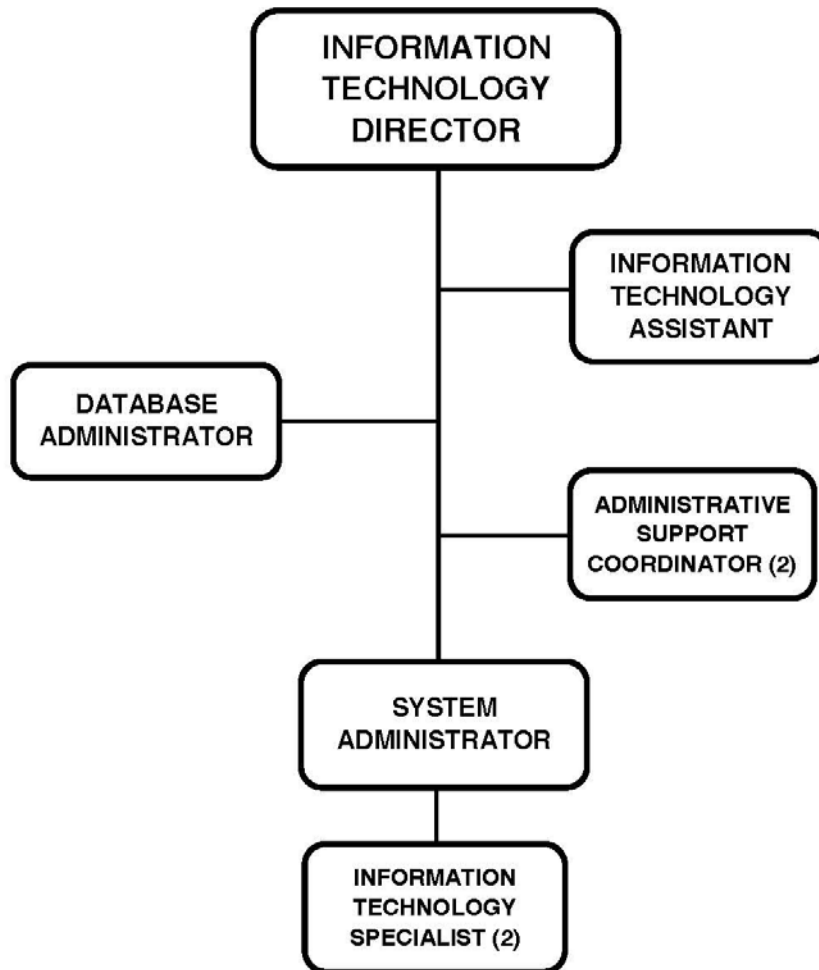 INFORMATION
TECHNOLOGY
DIRECTOR
INFORMATION
TECHNOLOGY
ASSISTANT
DATABASE
ADMINISTRATOR
ADMINISTRATIVE
SUPPORT
COORDINATOR (2)
SYSTEM
ADMINISTRATOR
INFORMATION
TECHNOLOGY
SPECIALIST (2)